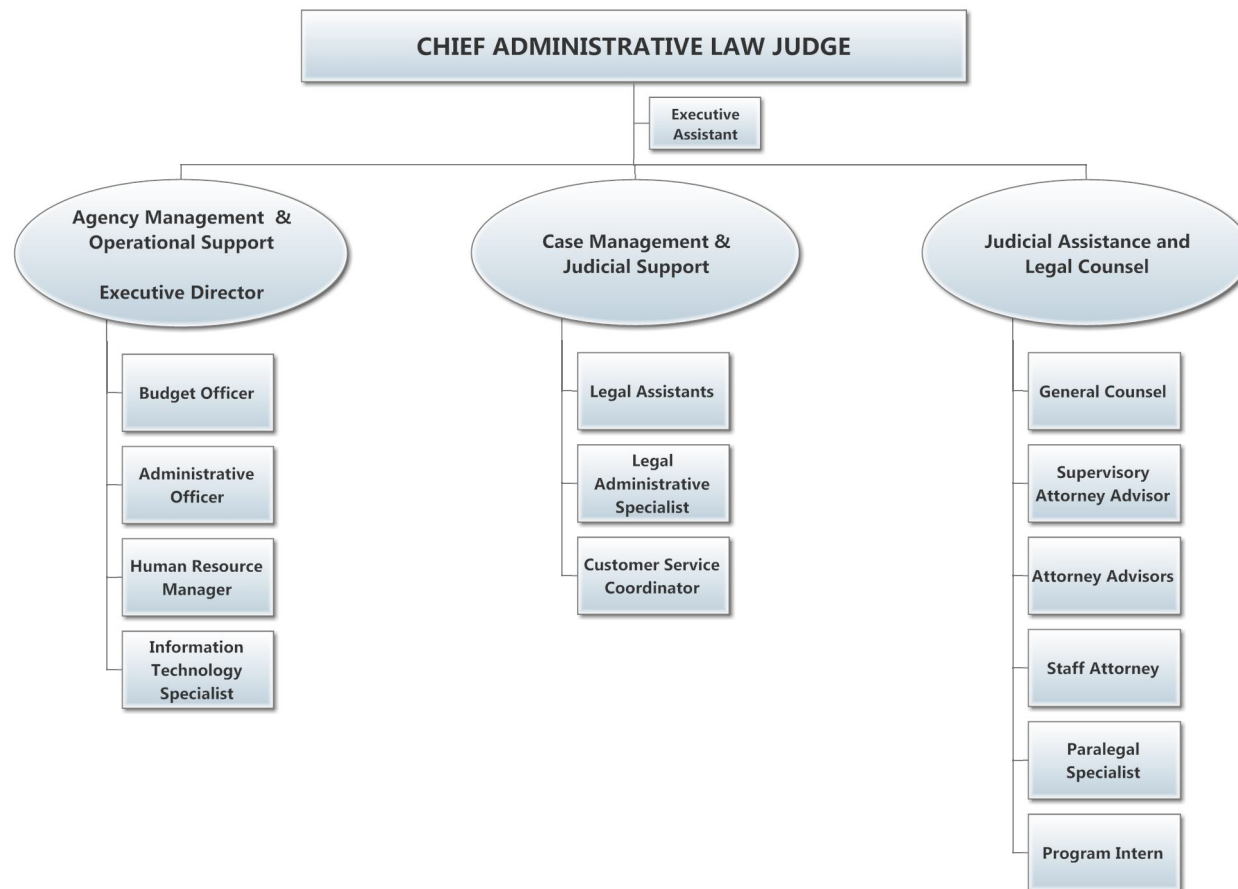 CHIEF ADMINISTRATIVE LAW JUDGE
Executive
Assistant
Agency Management &
Operational Support
Executive Director
Case Management &
Judicial Support
Judicial Assistance and
Legal Counsel
Budget Officer
Administrative
Officer
Human Resource
Manager
Information
Technology
Specialist
Legal Assistants
Legal
Administrative
Specialist
Customer Service
Coordinator
General Counsel
Supervisory
Attorney Advisor
Attorney Advisors
Staff Attorney
Paralegal
Specialist
Program Intern